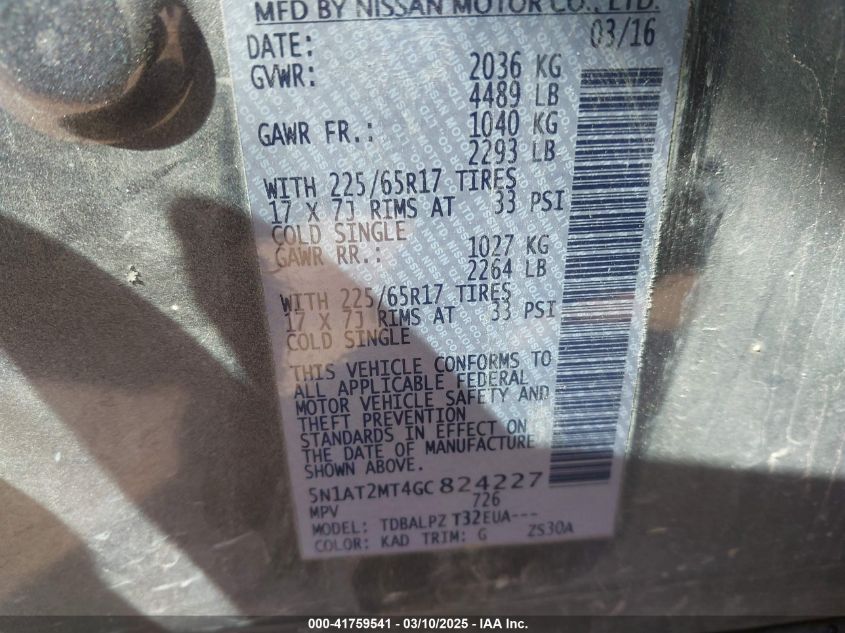 MFD BY NISSAN MOTOR CO., LTD.
DATE: 03/16
GVWR: 2036 KG
4489 LB
GAWR FR.: 1040 KG
2293 LB
WITH 225/65R17 TIRES
17 X 7J RIMS AT 33 PSI
COLD SINGLE
GAWR RR.: 1027 KG
2264 LB
WITH 225/65R17 TIRES
17 X 7J RIMS AT 33 PSI
COLD SINGLE
THIS VEHICLE CONFORMS TO
ALL APPLICABLE FEDERAL
MOTOR VEHICLE SAFETY AND
THEFT PREVENTION
STANDARDS IN EFFECT ON
THE DATE OF MANUFACTURE
SHOWN ABOVE.
5N1AT2MT4GC824227
MPV 726
MODEL: TDBALPZ T32EUA---
COLOR: KAD TRIM: G ZS30A
000-41759541 - 03/10/2025 - IAA Inc.